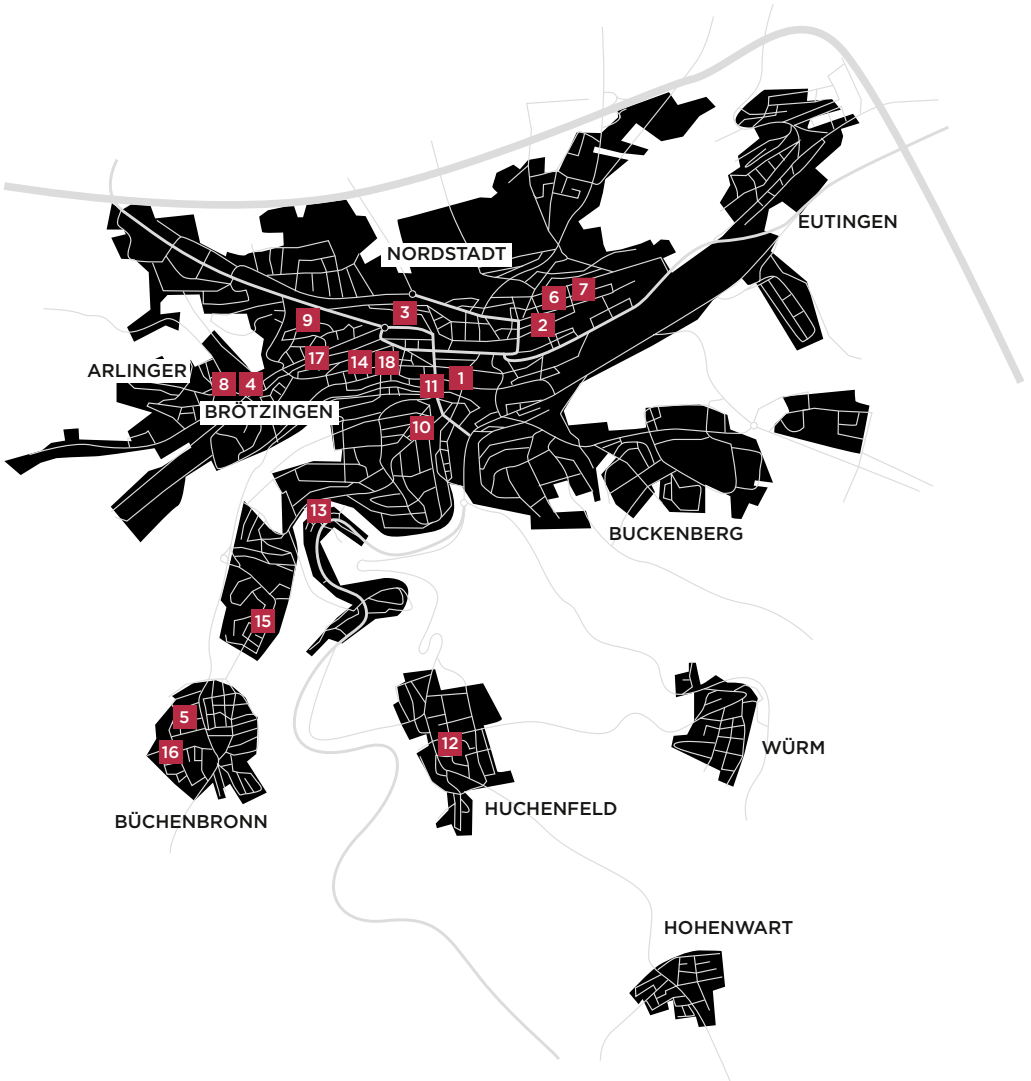 EUTINGEN
NORDSTADT
7
6
3
9
2
17
14
18
ARLINGER
1
8
4
11
BRÖTZINGEN
10
13
BUCKENBERG
15
5
12
WÜRM
16
HUCHENFELD
BÜCHENBRONN
HOHENWART